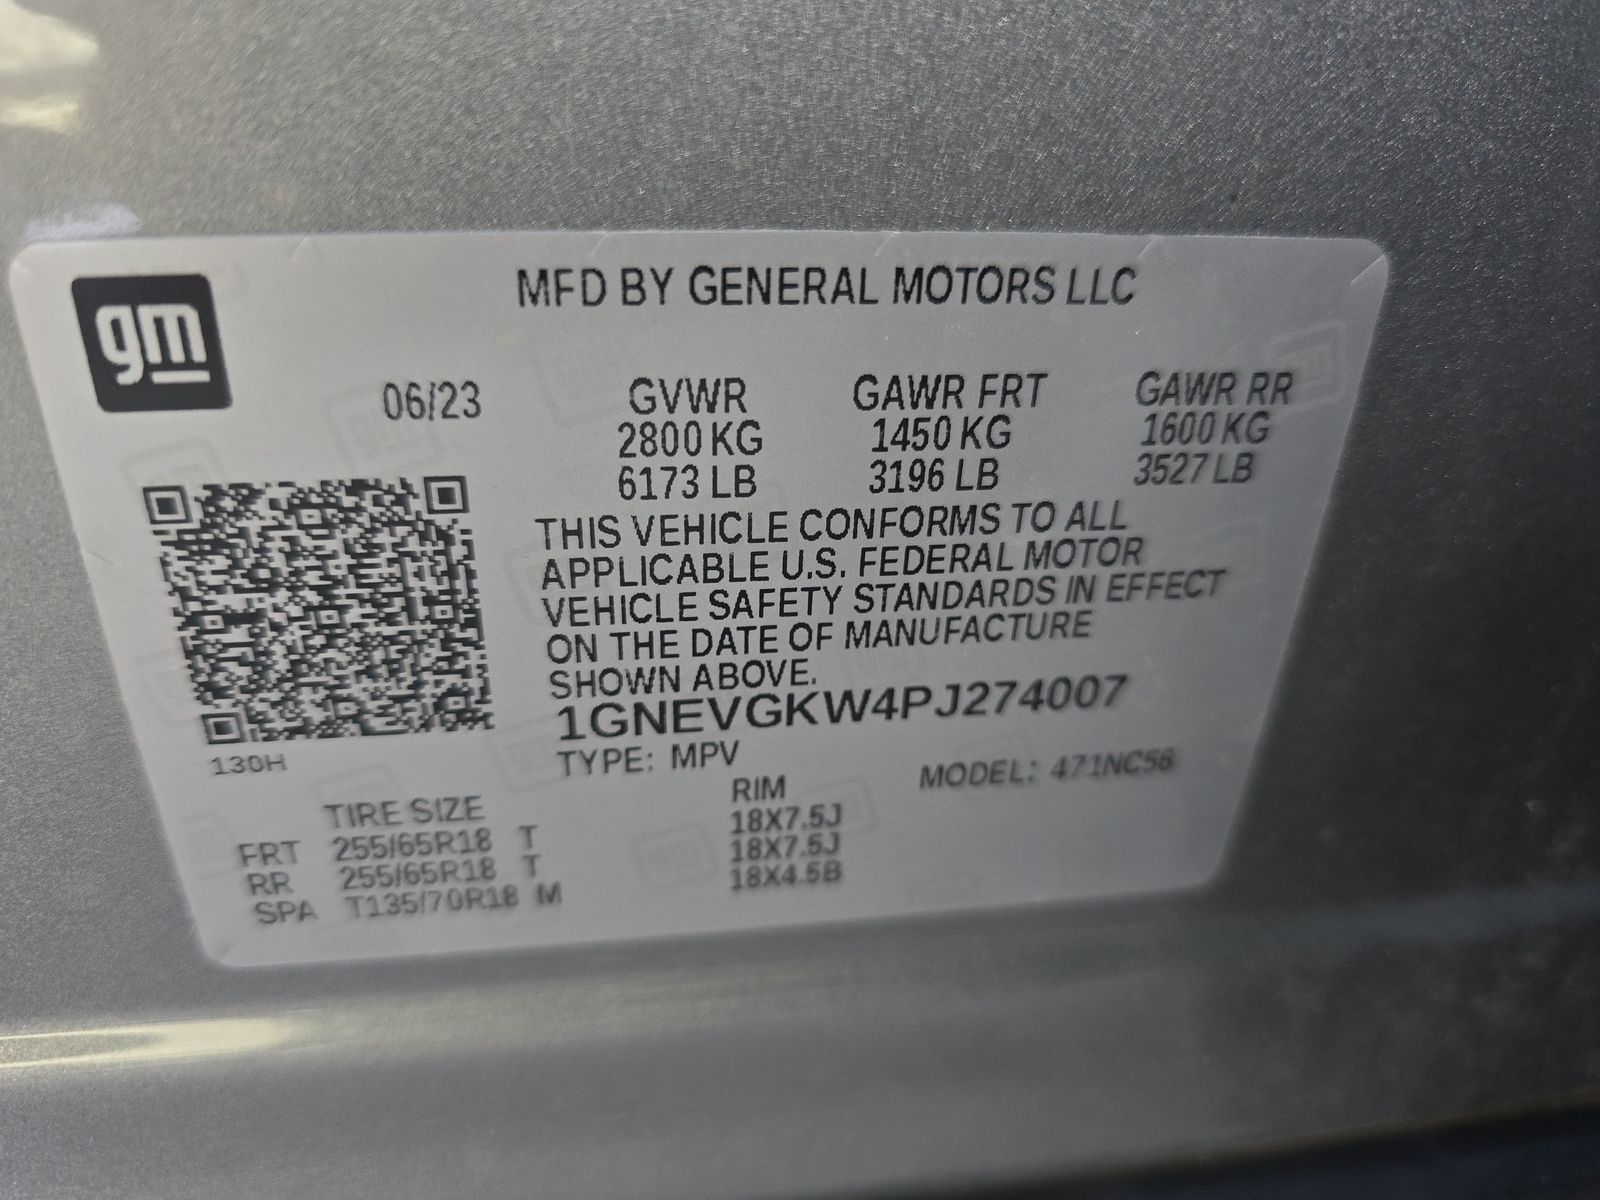 gm
MFD BY GENERAL MOTORS LLC
06/23 GVWR GAWR FRT GAWR RR
2800 KG 1450 KG 1600 KG
6173 LB 3196 LB 3527 LB
THIS VEHICLE CONFORMS TO ALL
APPLICABLE U.S. FEDERAL MOTOR
VEHICLE SAFETY STANDARDS IN EFFECT
ON THE DATE OF MANUFACTURE
SHOWN ABOVE.
1GNEVGKW4PJ274007
130H
TYPE: MPV MODEL: 471NC56
TIRE SIZE RIM
FRT 255/65R18 T 18X7.5J
RR 255/65R18 T 18X7.5J
SPA T135/70R18 M 18X4.5B